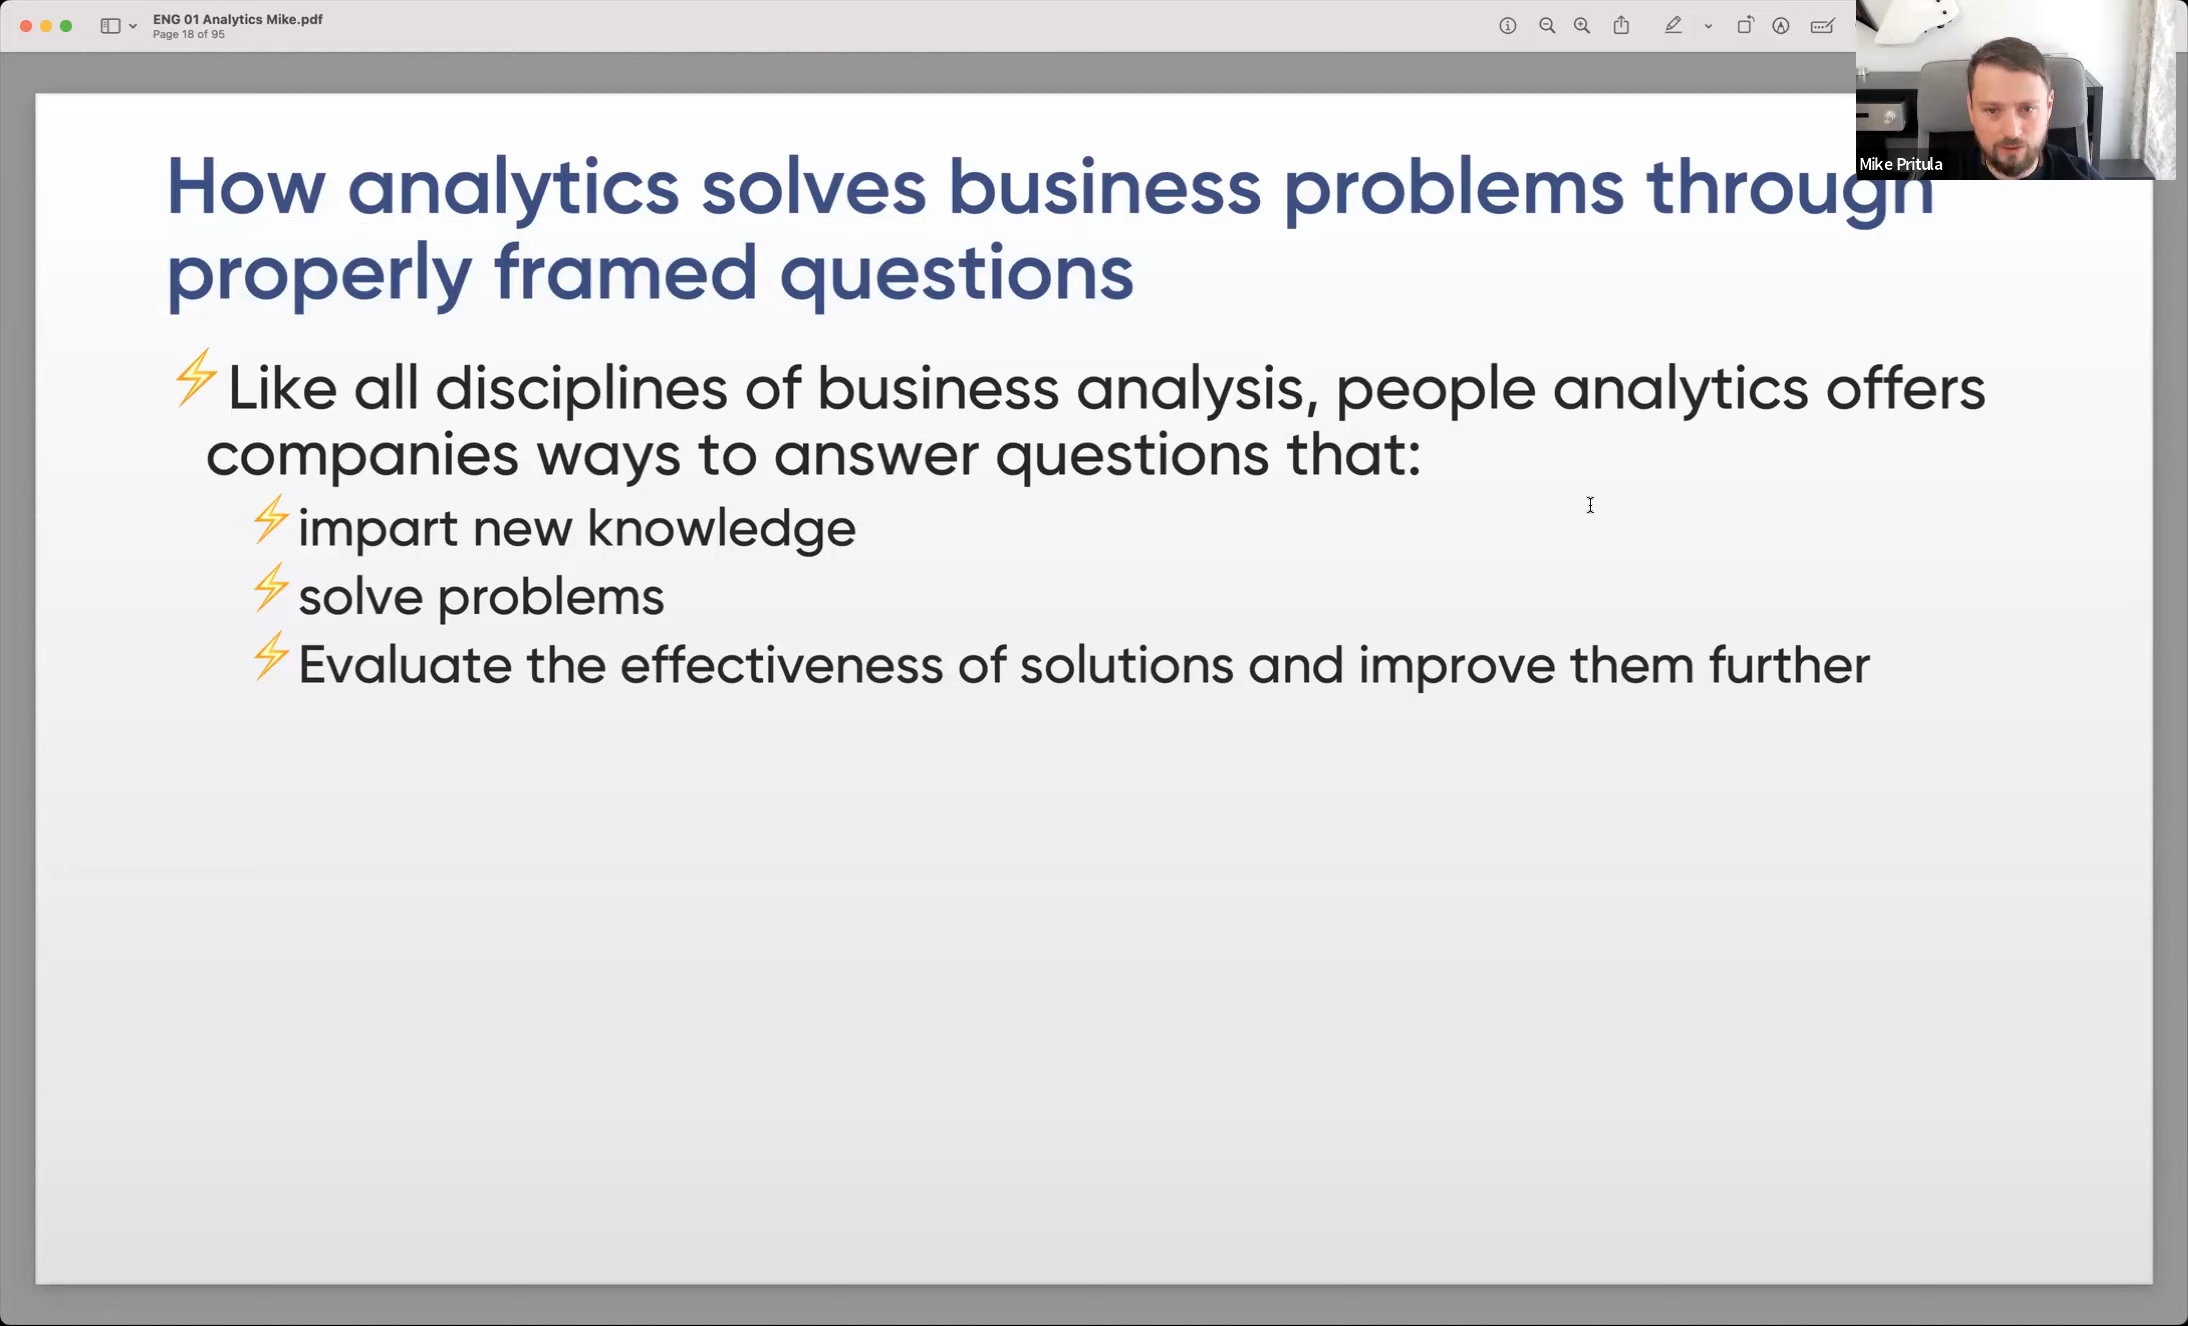 ENG 01 Analytics Mike.pdf
Page 18 of 95
Mike Pritula
How analytics solves business problems through
properly framed questions
⚡Like all disciplines of business analysis, people analytics offers
companies ways to answer questions that:
⚡impart new knowledge
⚡solve problems
⚡Evaluate the effectiveness of solutions and improve them further